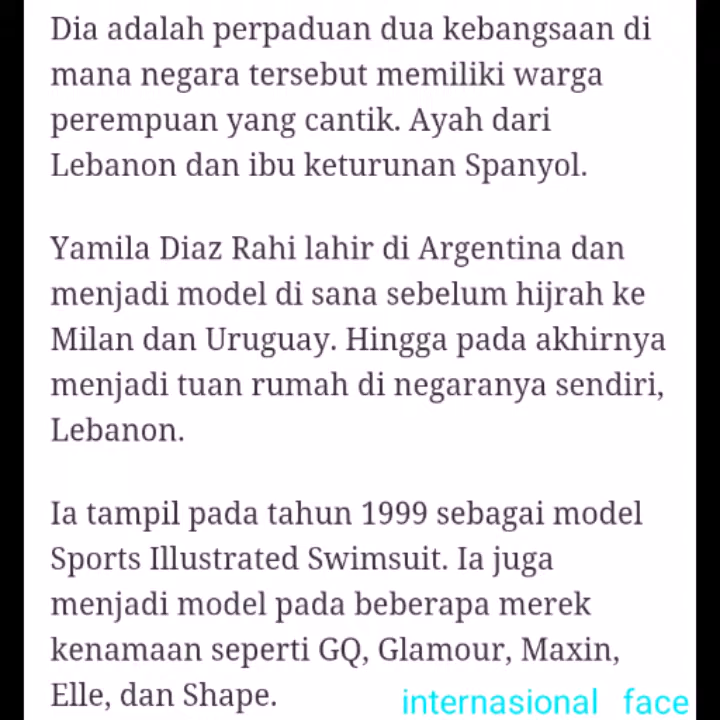 Dia adalah perpaduan dua kebangsaan di
mana negara tersebut memiliki warga
perempuan yang cantik. Ayah dari
Lebanon dan ibu keturunan Spanyol.
Yamila Diaz Rahi lahir di Argentina dan
menjadi model di sana sebelum hijrah ke
Milan dan Uruguay. Hingga pada akhirnya
menjadi tuan rumah di negaranya sendiri,
Lebanon.
Ia tampil pada tahun 1999 sebagai model
Sports Illustrated Swimsuit. Ia juga
menjadi model pada beberapa merek
kenamaan seperti GQ, Glamour, Maxin,
Elle, dan Shape.
internasional face